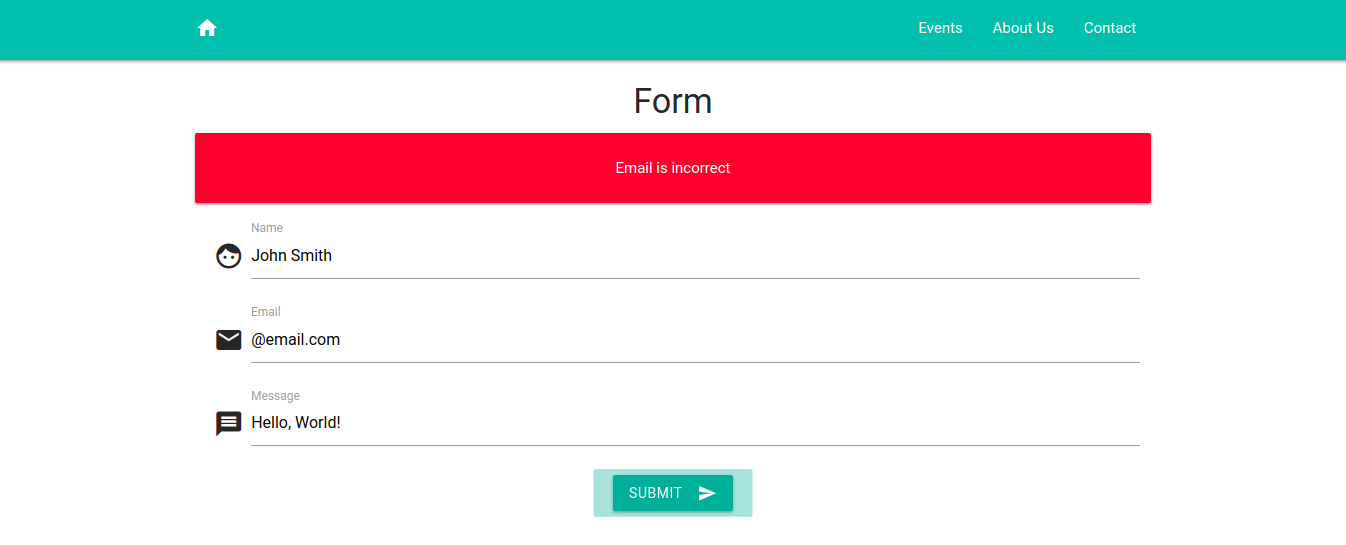 Events About Us Contact
Form
Email is incorrect
Name
John Smith
Email
@email.com
Message
Hello, World!
SUBMIT